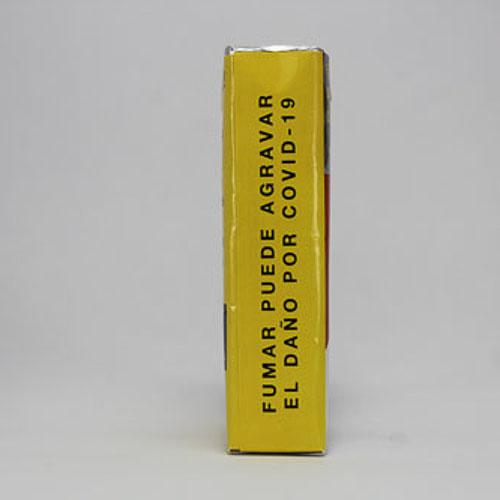 FUMAR PUEDE AGRAVAR
EL DAÑO POR COVID-19